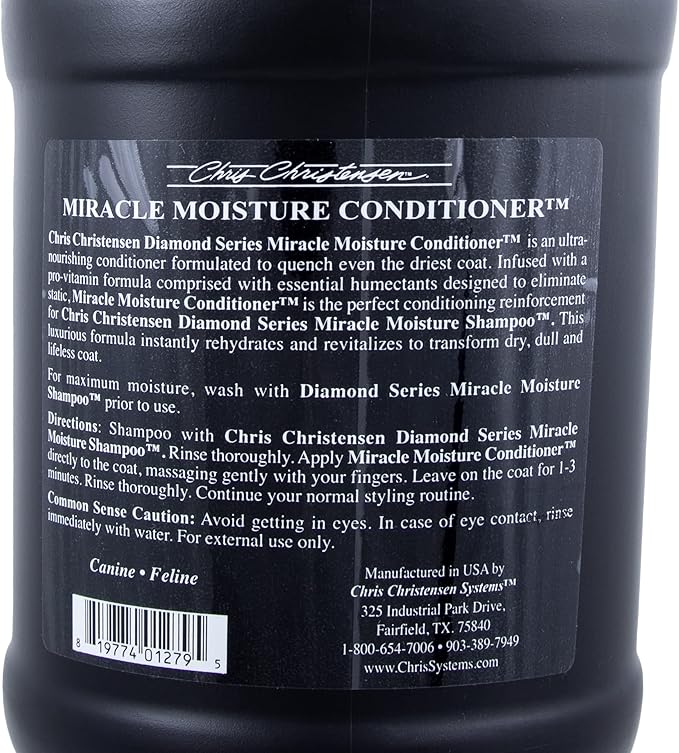 Chris Christensen™
MIRACLE MOISTURE CONDITIONER™
Chris Christensen Diamond Series Miracle Moisture Conditioner™ is an ultra-
nourishing conditioner formulated to quench even the driest coat. Infused with a
pro-vitamin formula comprised with essential humectants designed to eliminate
static, Miracle Moisture Conditioner™ is the perfect conditioning reinforcement
for Chris Christensen Diamond Series Miracle Moisture Shampoo™. This
luxurious formula instantly rehydrates and revitalizes to transform dry, dull and
lifeless coat.
For maximum moisture, wash with Diamond Series Miracle Moisture
Shampoo™ prior to use.
Directions: Shampoo with Chris Christensen Diamond Series Miracle
Moisture Shampoo™. Rinse thoroughly. Apply Miracle Moisture Conditioner™
directly to the coat, massaging gently with your fingers. Leave on the coat for 1-3
minutes. Rinse thoroughly. Continue your normal styling routine.
Common Sense Caution: Avoid getting in eyes. In case of eye contact, rinse
immediately with water. For external use only.
Canine • Feline
8 19774 01279 5
Manufactured in USA by
Chris Christensen Systems™
325 Industrial Park Drive,
Fairfield, TX. 75840
1-800-654-7006 • 903-389-7949
www.ChrisSystems.com